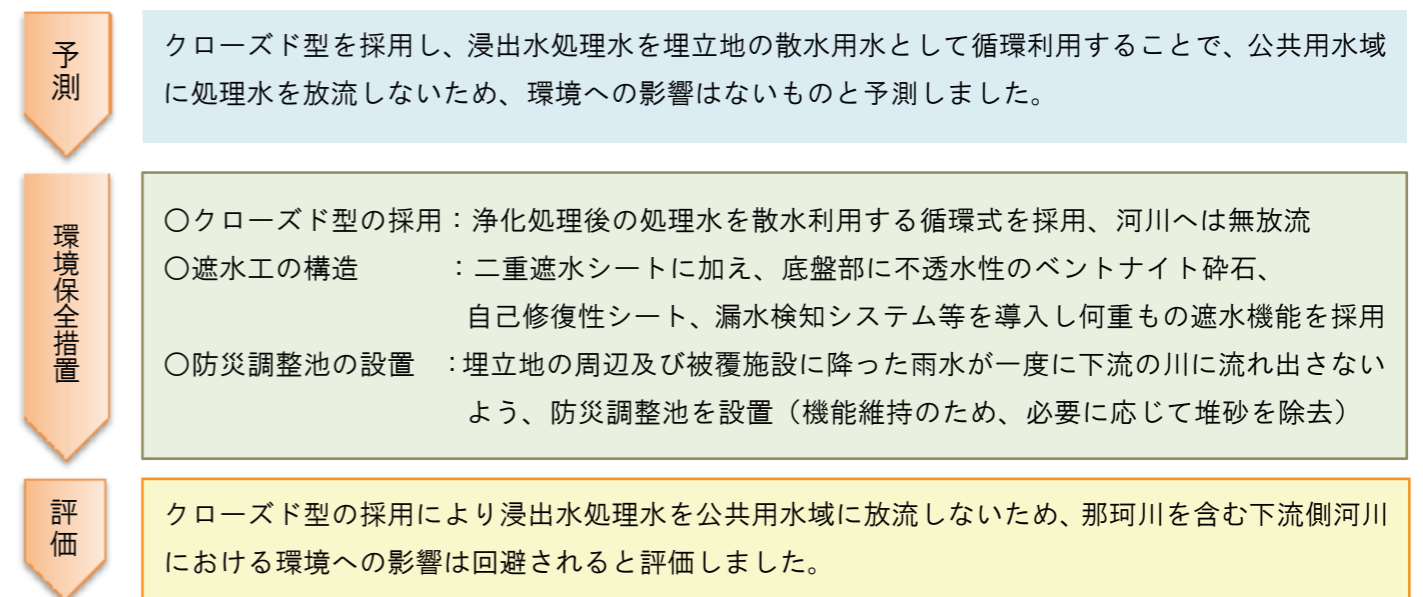 予測
クローズド型を採用し、浸出水処理水を埋立地の散水用水として循環利用することで、公共用水域
に処理水を放流しないため、環境への影響はないものと予測しました。
環境保全措置
〇クローズド型の採用：浄化処理後の処理水を散水利用する循環式を採用、河川へは無放流
〇遮水工の構造　　　：二重遮水シートに加え、底盤部に不透水性のベントナイト砕石、
自己修復性シート、漏水検知システム等を導入し何重もの遮水機能を採用
〇防災調整池の設置　：埋立地の周辺及び被覆施設に降った雨水が一度に下流の川に流れ出さない
よう、防災調整池を設置（機能維持のため、必要に応じて堆砂を除去）
評価
クローズド型の採用により浸出水処理水を公共用水域に放流しないため、那珂川を含む下流側河川
における環境への影響は回避されると評価しました。